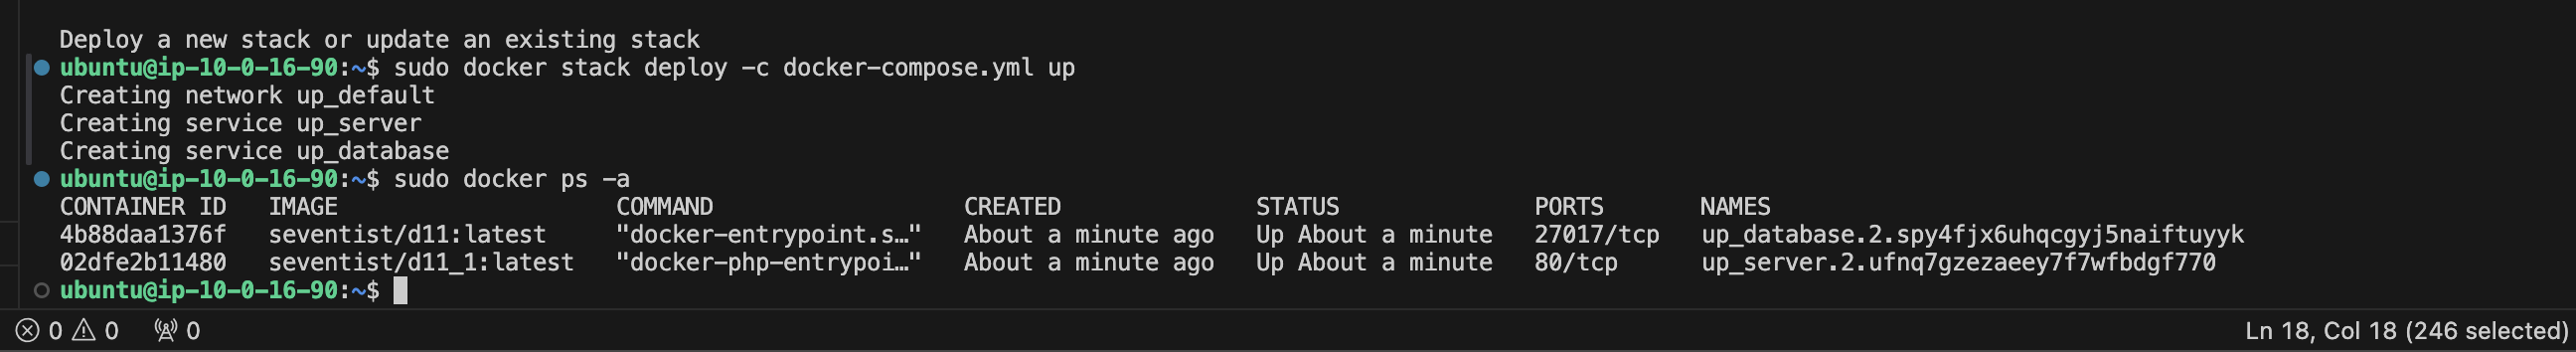 Deploy a new stack or update an existing stack
ubuntu@ip-10-0-16-90:~$ sudo docker stack deploy -c docker-compose.yml up
Creating network up_default
Creating service up_server
Creating service up_database
ubuntu@ip-10-0-16-90:~$ sudo docker ps -a
CONTAINER ID   IMAGE                    COMMAND                  CREATED              STATUS              PORTS       NAMES
4b88daa1376f   seventist/d11:latest     "docker-entrypoint.s…"   About a minute ago   Up About a minute   27017/tcp   up_database.2.spy4fjx6uhqcgyj5naiftuyyk
02dfe2b11480   seventist/d11_1:latest   "docker-php-entrypoi…"   About a minute ago   Up About a minute   80/tcp      up_server.2.ufnq7gzezaeey7f7wfbdgf770
ubuntu@ip-10-0-16-90:~$
0 0 0 Ln 18, Col 18 (246 selected)